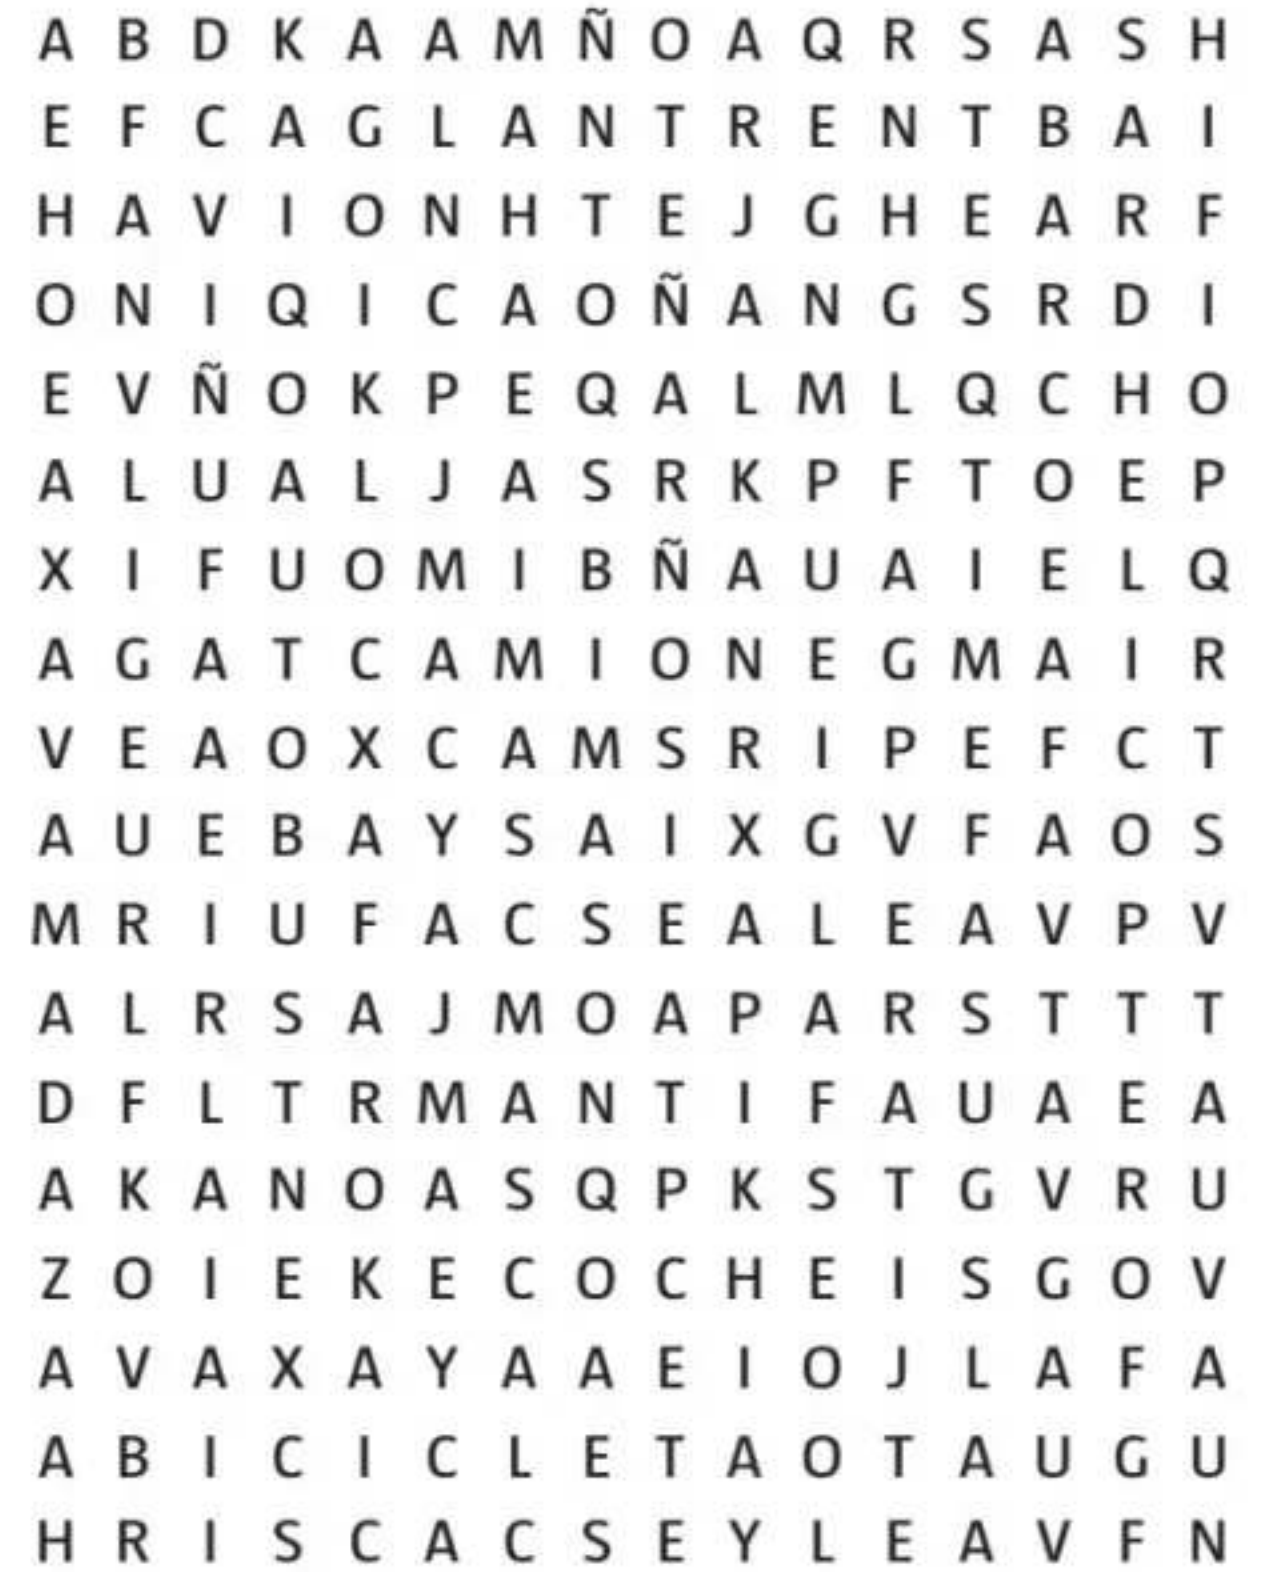 A B D K A A M Ñ O A Q R S A S H
E F C A G L A N T R E N T B A I
H A V I O N H T E J G H E A R F
O N I Q I C A O Ñ A N G S R D I
E V Ñ O K P E Q A L M L Q C H O
A L U A L J A S R K P F T O E P
X I F U O M I B Ñ A U A I E L Q
A G A T C A M I O N E G M A I R
V E A O X C A M S R I P E F C T
A U E B A Y S A I X G V F A O S
M R I U F A C S E A L E A V P V
A L R S A J M O A P A R S T T T
D F L T R M A N T I F A U A E A
A K A N O A S Q P K S T G V R U
Z O I E K E C O C H E I S G O V
A V A X A Y A A E I O J L A F A
A B I C I C L E T A O T A U G U
H R I S C A C S E Y L E A V F N